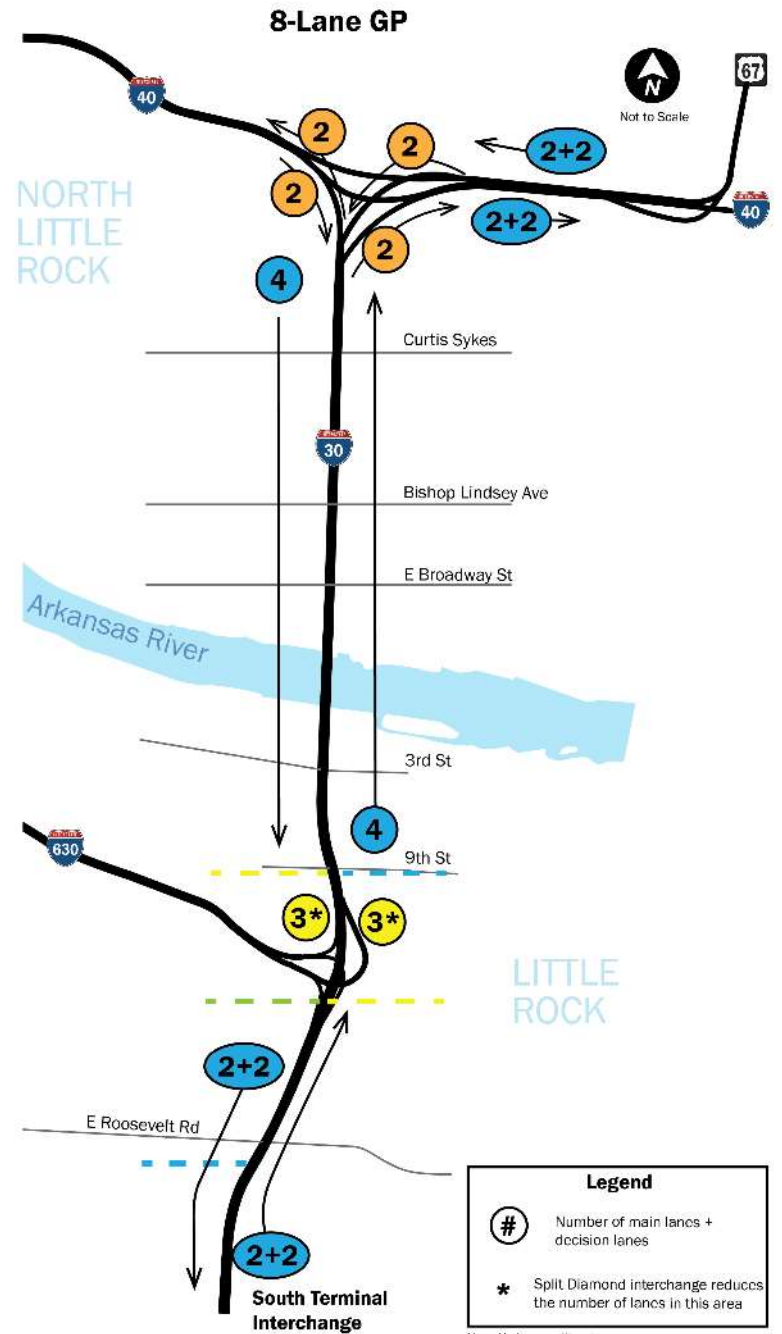 8-Lane GP
40
N
Not to Scale
67
2
2
2+2
2
2+2
40
NORTH
LITTLE
ROCK
2
4
Curtis Sykes
30
Bishop Lindsey Ave
E Broadway St
Arkansas River
3rd St
4
630
9th St
3*
3*
LITTLE
ROCK
2+2
E Roosevelt Rd
2+2
South Terminal
Interchange
Legend
# Number of main lanes +
decision lanes
* Split Diamond interchange reduces
the number of lanes in this area